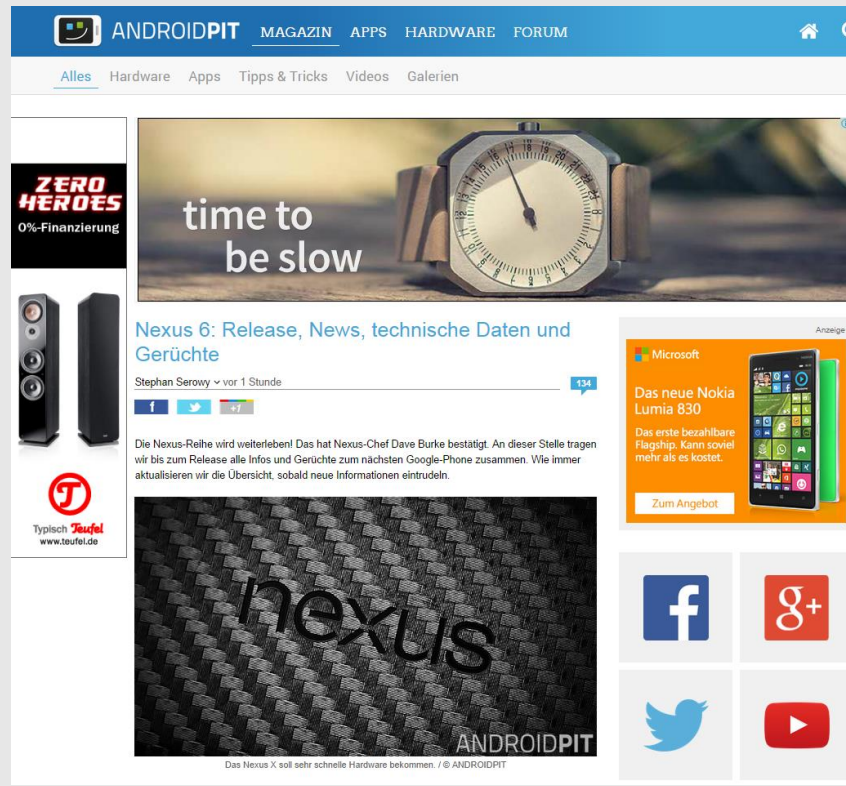 ANDROIDPIT MAGAZIN APPS HARDWARE FORUM
Alles Hardware Apps Tipps & Tricks Videos Galerien
ZERO
HEROES
0%-Finanzierung
Typisch Teufel
www.teufel.de
time to
be slow
Nexus 6: Release, News, technische Daten und
Gerüchte
Stephan Serowy vor 1 Stunde
134
f
+1
Die Nexus-Reihe wird weiterleben! Das hat Nexus-Chef Dave Burke bestätigt. An dieser Stelle tragen
wir bis zum Release alle Infos und Gerüchte zum nächsten Google-Phone zusammen. Wie immer
aktualisieren wir die Übersicht, sobald neue Informationen eintrudeln.
nexus
ANDROIDPIT
Das Nexus X soll sehr schnelle Hardware bekommen. / © ANDROIDPIT
Anzeige
Microsoft
Das neue Nokia
Lumia 830
Das erste bezahlbare
Flagship. Kann soviel
mehr als es kostet.
Zum Angebot
f
g+